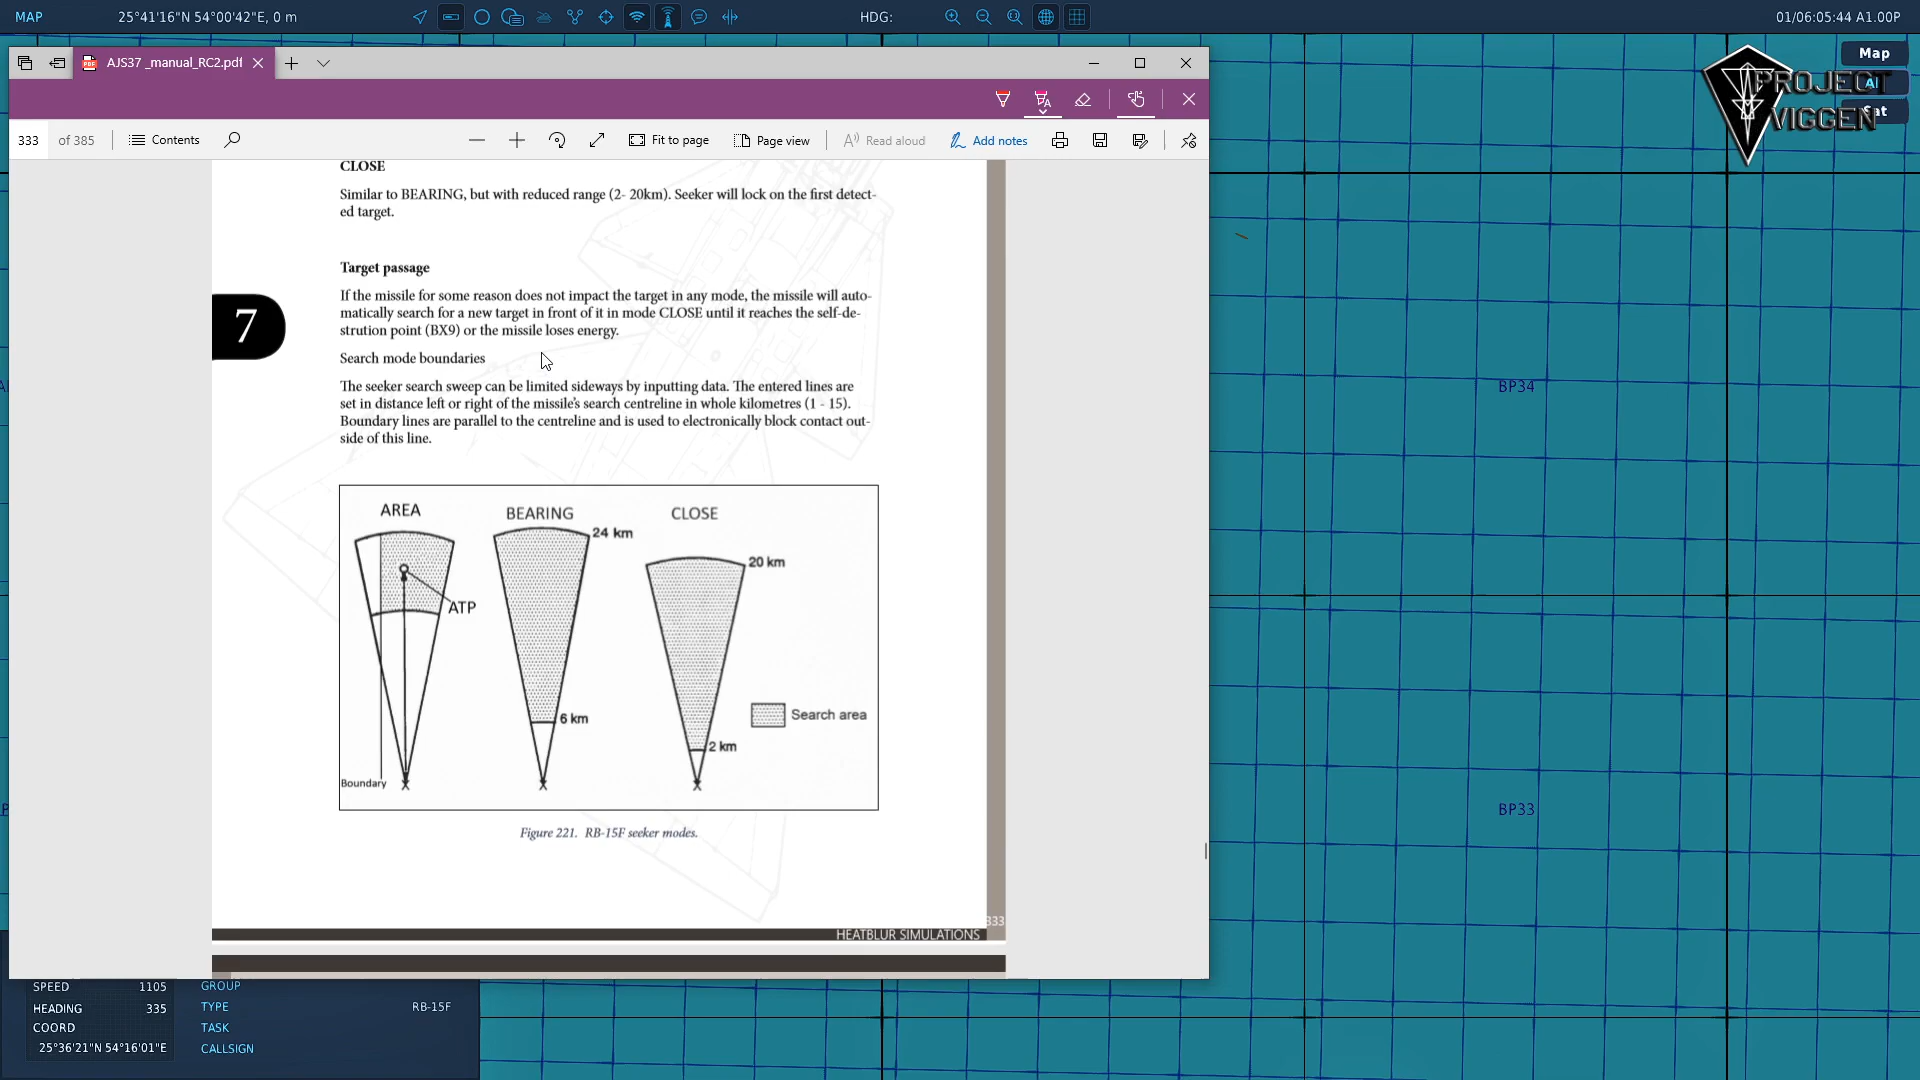 MAP
25°41'16"N 54°00'42"E, 0 m
HDG:
01/06:05:44 A1.00P
AJS37 _manual_RC2.pdf
Map
PROJECT
VIGGEN
333
of 385
Contents
Fit to page
Page view
Read aloud
Add notes
CLOSE
Similar to BEARING, but with reduced range (2- 20km). Seeker will lock on the first detect-
ed target.
Target passage
If the missile for some reason does not impact the target in any mode, the missile will auto-
matically search for a new target in front of it in mode CLOSE until it reaches the self-de-
strution point (BX9) or the missile loses energy.
Search mode boundaries
The seeker search sweep can be limited sideways by inputting data. The entered lines are
set in distance left or right of the missile's search centreline in whole kilometres (1 - 15).
Boundary lines are parallel to the centreline and is used to electronically block contact out-
side of this line.
7
AREA
BEARING
CLOSE
24 km
20 km
ATP
6 km
2 km
Search area
Boundary
Figure 221. RB-15F seeker modes.
333
HEATBLUR SIMULATIONS
BP34
BP33
SPEED 1105
HEADING 335
COORD
25°36'21"N 54°16'01"E
GROUP
TYPE RB-15F
TASK
CALLSIGN